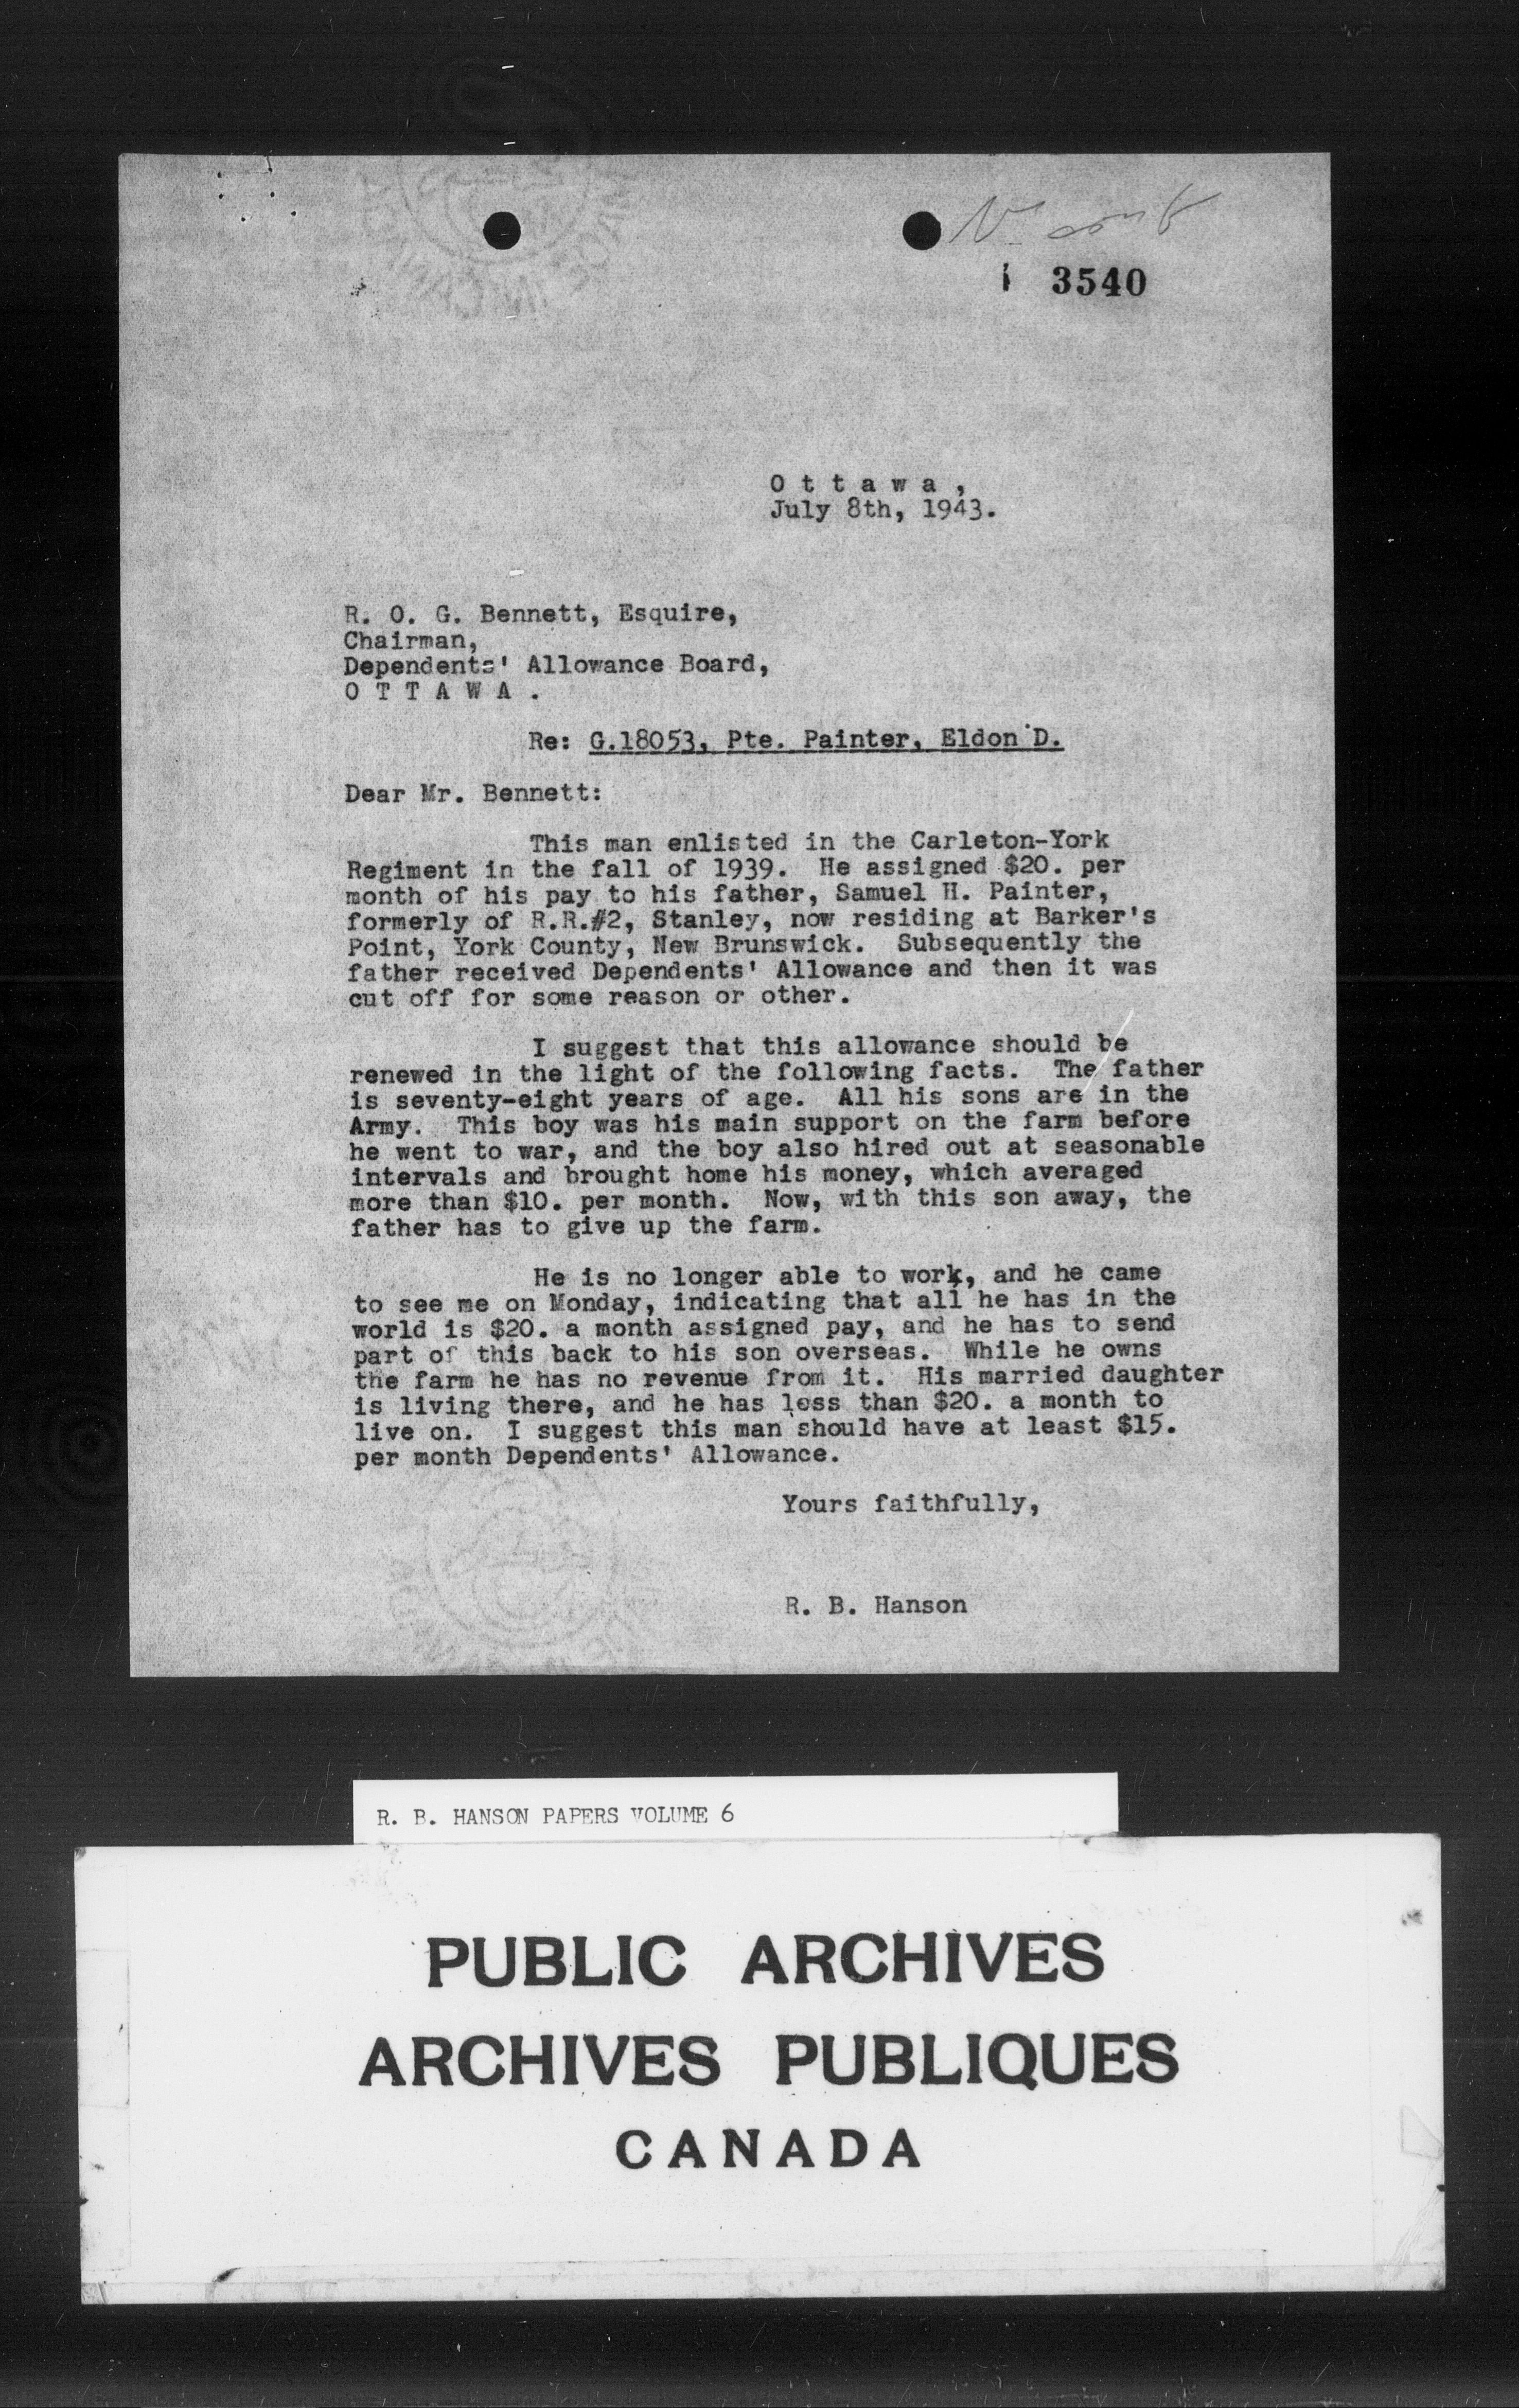 3540
O t t a w a ,
July 8th, 1943.
R. O. G. Bennett, Esquire,
Chairman,
Dependents' Allowance Board,
O T T A W A .
Re: G.18053, Pte. Painter, Eldon D.
Dear Mr. Bennett:
This man enlisted in the Carleton-York
Regiment in the fall of 1939. He assigned $20. per
month of his pay to his father, Samuel H. Painter,
formerly of R.R.#2, Stanley, now residing at Barker's
Point, York County, New Brunswick. Subsequently the
father received Dependents' Allowance and then it was
cut off for some reason or other.
I suggest that this allowance should be
renewed in the light of the following facts. The father
is seventy-eight years of age. All his sons are in the
Army. This boy was his main support on the farm before
he went to war, and the boy also hired out at seasonable
intervals and brought home his money, which averaged
more than $10. per month. Now, with this son away, the
father has to give up the farm.
He is no longer able to work, and he came
to see me on Monday, indicating that all he has in the
world is $20. a month assigned pay, and he has to send
part of this back to his son overseas. While he owns
the farm he has no revenue from it. His married daughter
is living there, and he has less than $20. a month to
live on. I suggest this man should have at least $15.
per month Dependents' Allowance.
Yours faithfully,
R. B. Hanson
R. B. HANSON PAPERS VOLUME 6
PUBLIC ARCHIVES
ARCHIVES PUBLIQUES
CANADA